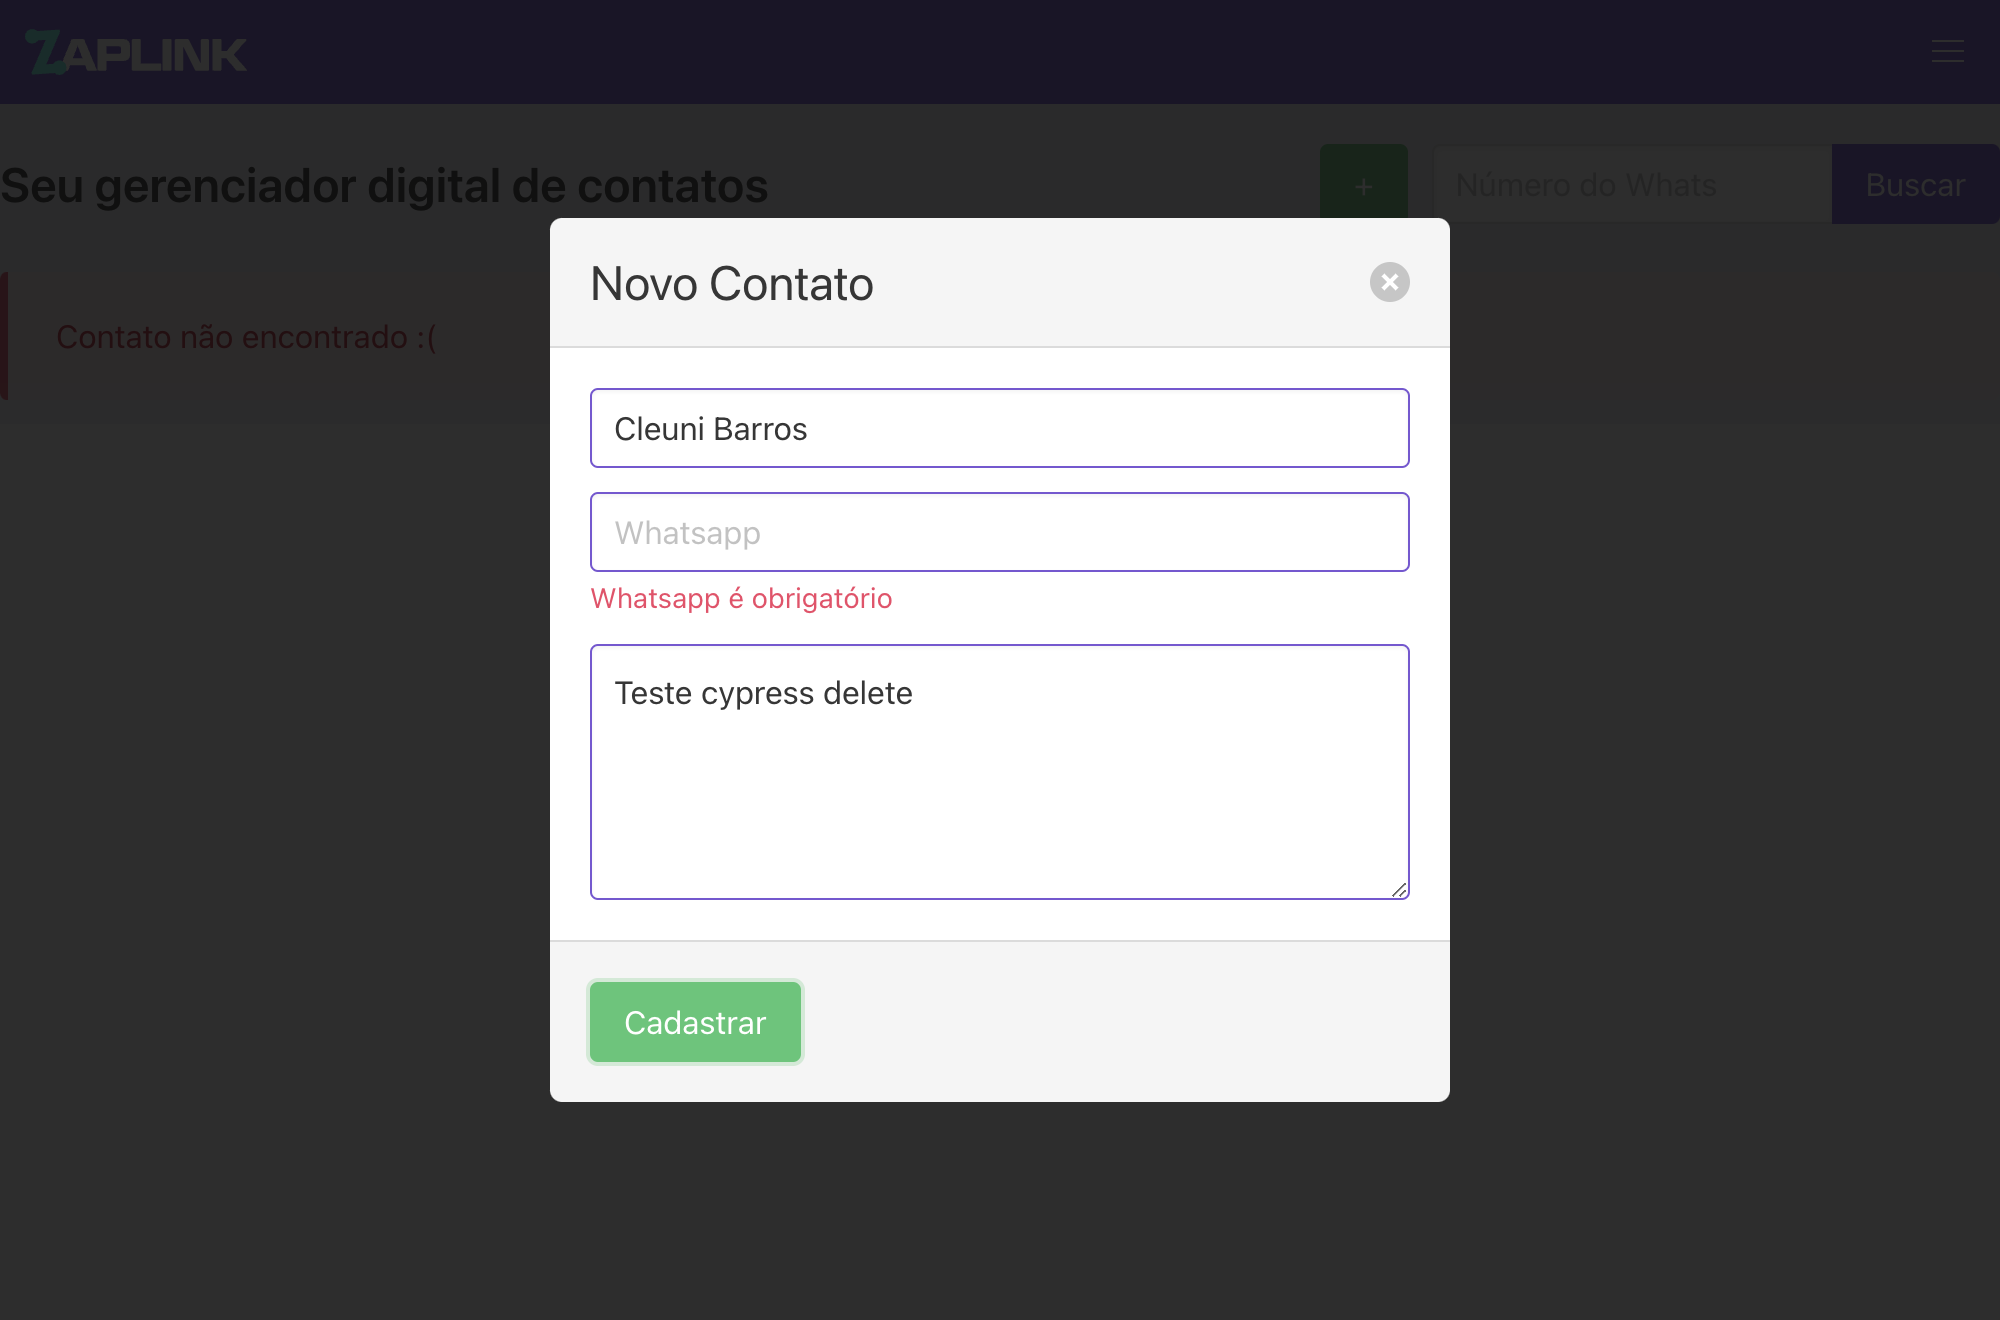 ZAPLINK
Seu gerenciador digital de contatos
+
Número do Whats
Buscar
Contato não encontrado :(
Novo Contato
Cleuni Barros
Whatsapp
Whatsapp é obrigatório
Teste cypress delete
Cadastrar